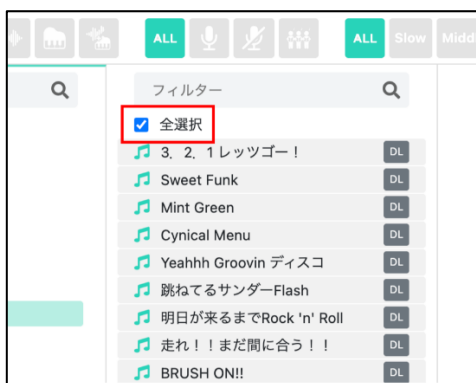 ALL ALL Slow Midd
フィルター
全選択
3、2、1レッツゴー！ DL
Sweet Funk DL
Mint Green DL
Cynical Menu DL
Yeahhh Groovin ディスコ DL
跳ねてるサンダーFlash DL
明日が来るまでRock 'n' Roll DL
走れ！！まだ間に合う！！ DL
BRUSH ON!! DL